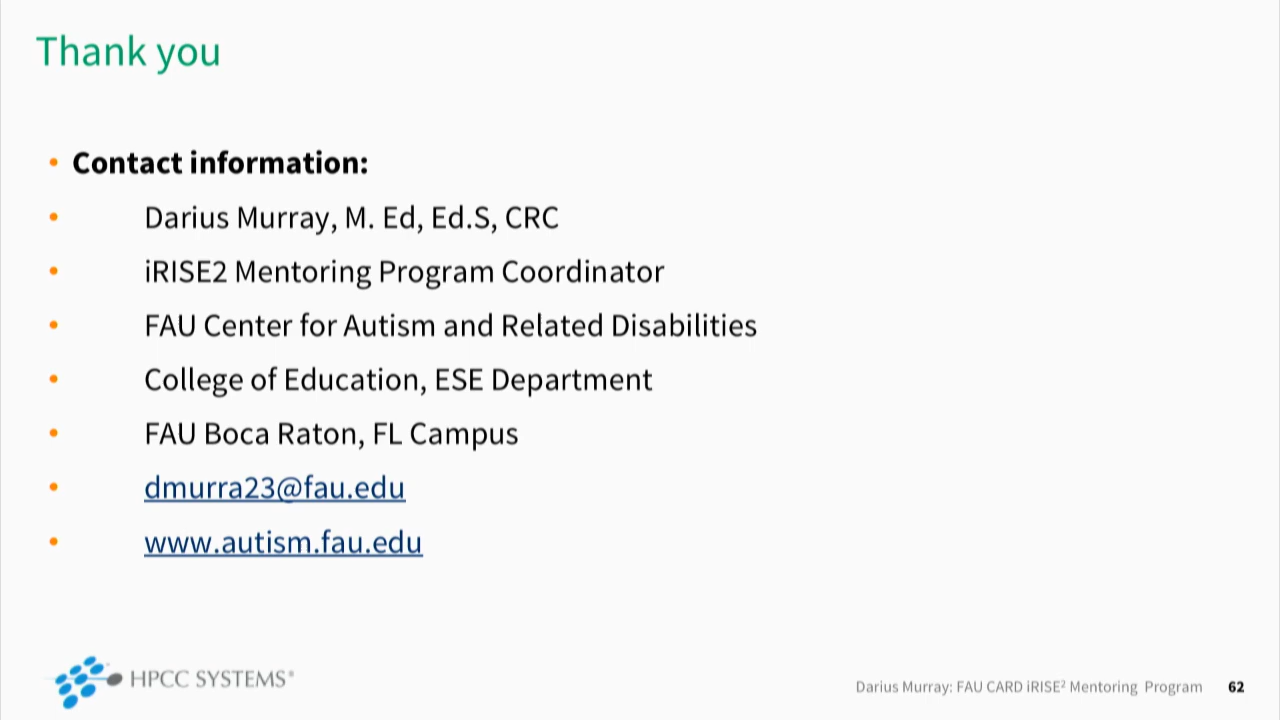 Thank you
• Contact information:
• Darius Murray, M. Ed, Ed.S, CRC
• iRISE2 Mentoring Program Coordinator
• FAU Center for Autism and Related Disabilities
• College of Education, ESE Department
• FAU Boca Raton, FL Campus
• dmurra23@fau.edu
• www.autism.fau.edu
HPCC SYSTEMS®
Darius Murray: FAU CARD iRISE² Mentoring Program 62